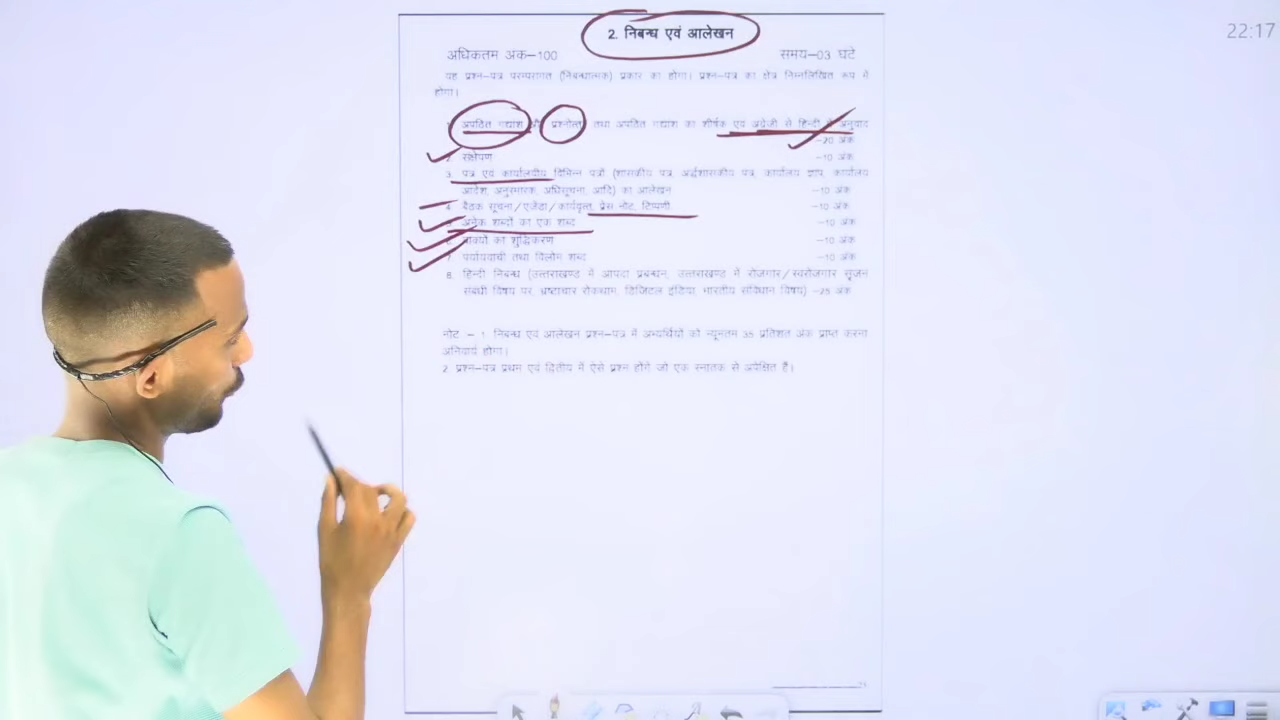 22:17
2. निबन्ध एवं आलेखन
अधिकतम अंक–100 समय–03 घंटे
यह प्रश्न–पत्र परम्परागत (निबन्धात्मक) प्रकार का होगा। प्रश्न–पत्र का क्षेत्र निम्नलिखित रूप में
होगा।
1. अपठित गद्यांश और प्रश्नोत्तर तथा अपठित गद्यांश का शीर्षक एवं अंग्रेजी से हिन्दी में अनुवाद
–20 अंक
2. संक्षेपण –10 अंक
3. पत्र एवं कार्यालयीय विभिन्न पत्रों (शासकीय पत्र, अर्द्धशासकीय पत्र, कार्यालय ज्ञाप, कार्यालय
आदेश, अनुस्मारक, अधिसूचना, आदि) का आलेखन –10 अंक
4. बैठक सूचना/एजेंडा/कार्यवृत्त, प्रेस नोट, टिप्पणी –10 अंक
5. अनेक शब्दों का एक शब्द –10 अंक
6. वाक्यों का शुद्धिकरण –10 अंक
7. पर्यायवाची तथा विलोम शब्द –10 अंक
8. हिन्दी निबन्ध (उत्तराखण्ड में आपदा प्रबन्धन, उत्तराखण्ड में रोजगार/स्वरोजगार सृजन
संबंधी विषय पर, भ्रष्टाचार रोकथाम, डिजिटल इंडिया, भारतीय संविधान विषय) –25 अंक
नोट – 1. निबन्ध एवं आलेखन प्रश्न–पत्र में अभ्यर्थियों को न्यूनतम 35 प्रतिशत अंक प्राप्त करना
अनिवार्य होगा।
2. प्रश्न–पत्र प्रथम एवं द्वितीय में ऐसे प्रश्न होंगे जो एक स्नातक से अपेक्षित हैं।